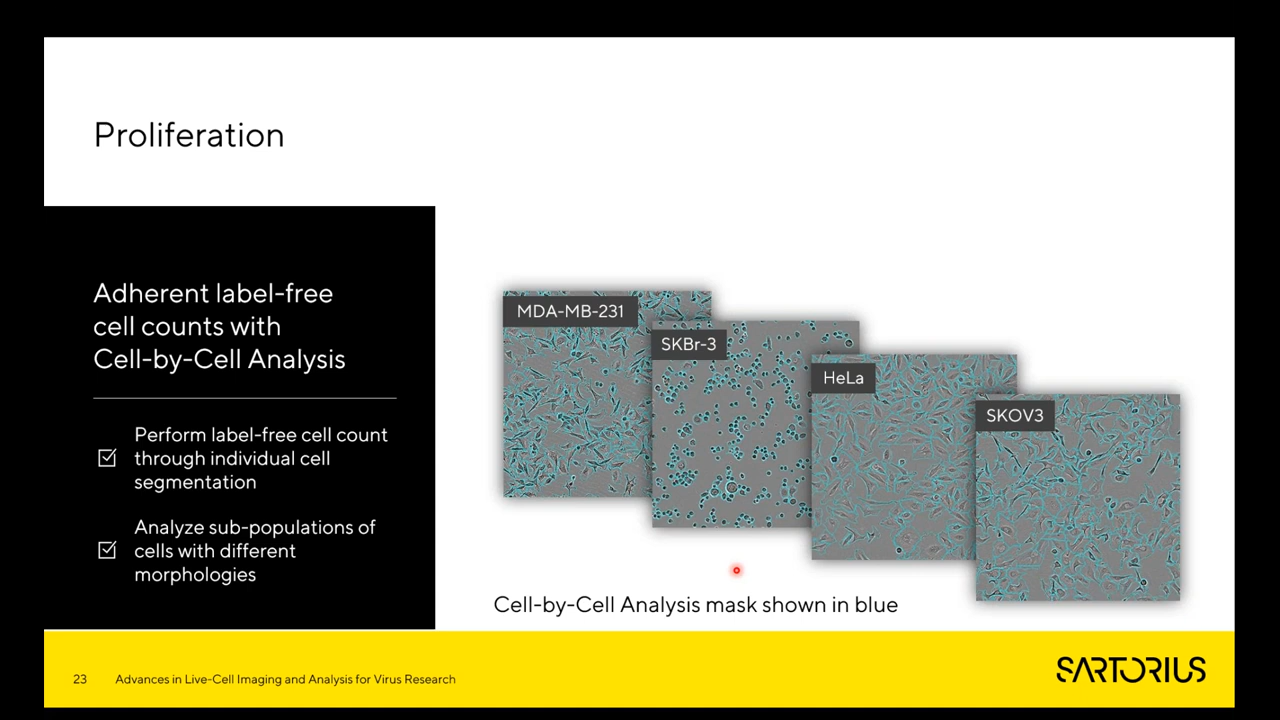 Proliferation
Adherent label-free
cell counts with
Cell-by-Cell Analysis
Perform label-free cell count
through individual cell
segmentation
Analyze sub-populations of
cells with different
morphologies
MDA-MB-231
SKBr-3
HeLa
SKOV3
Cell-by-Cell Analysis mask shown in blue
23
Advances in Live-Cell Imaging and Analysis for Virus Research
SARTORIUS